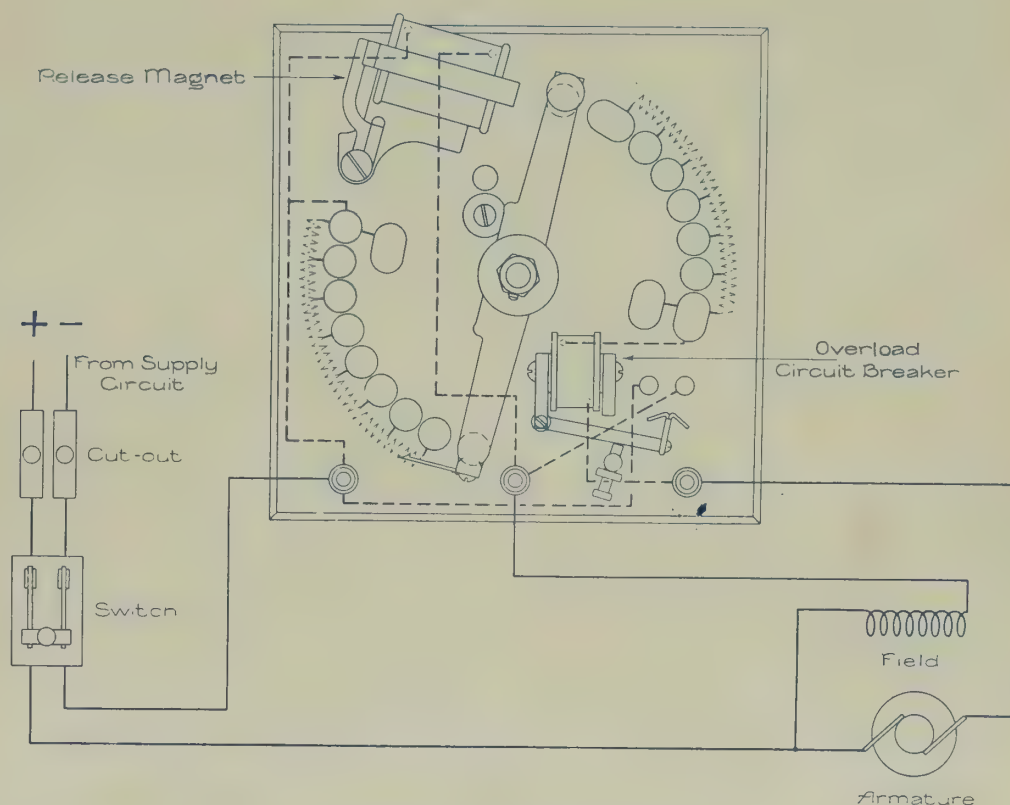 Release Magnet
+ −
From Supply
Circuit
Cut-out
Switch
Overload
Circuit Breaker
Field
Armature